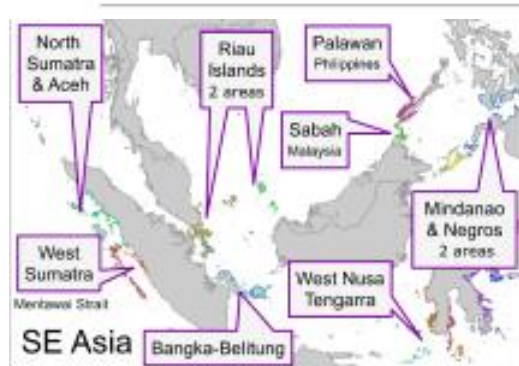 North
Sumatra
& Aceh
Riau
Islands
2 areas
Palawan
Philippines
Sabah
Malaysia
Mindanao
& Negros
2 areas
West
Sumatra
Mentawai Strait
West Nusa
Tengarra
Bangka-Belitung
SE Asia